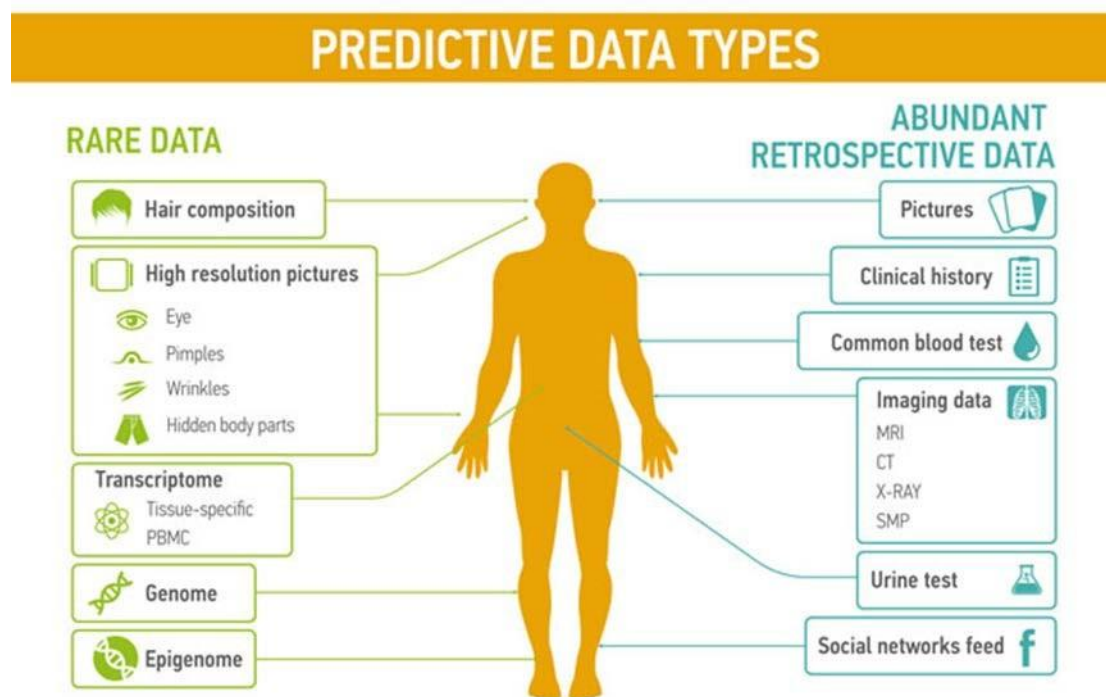 PREDICTIVE DATA TYPES
RARE DATA
Hair composition
High resolution pictures
Eye
Pimples
Wrinkles
Hidden body parts
Transcriptome
Tissue-specific
PBMC
Genome
Epigenome
ABUNDANT
RETROSPECTIVE DATA
Pictures
Clinical history
Common blood test
Imaging data
MRI
CT
X-RAY
SMP
Urine test
Social networks feed f